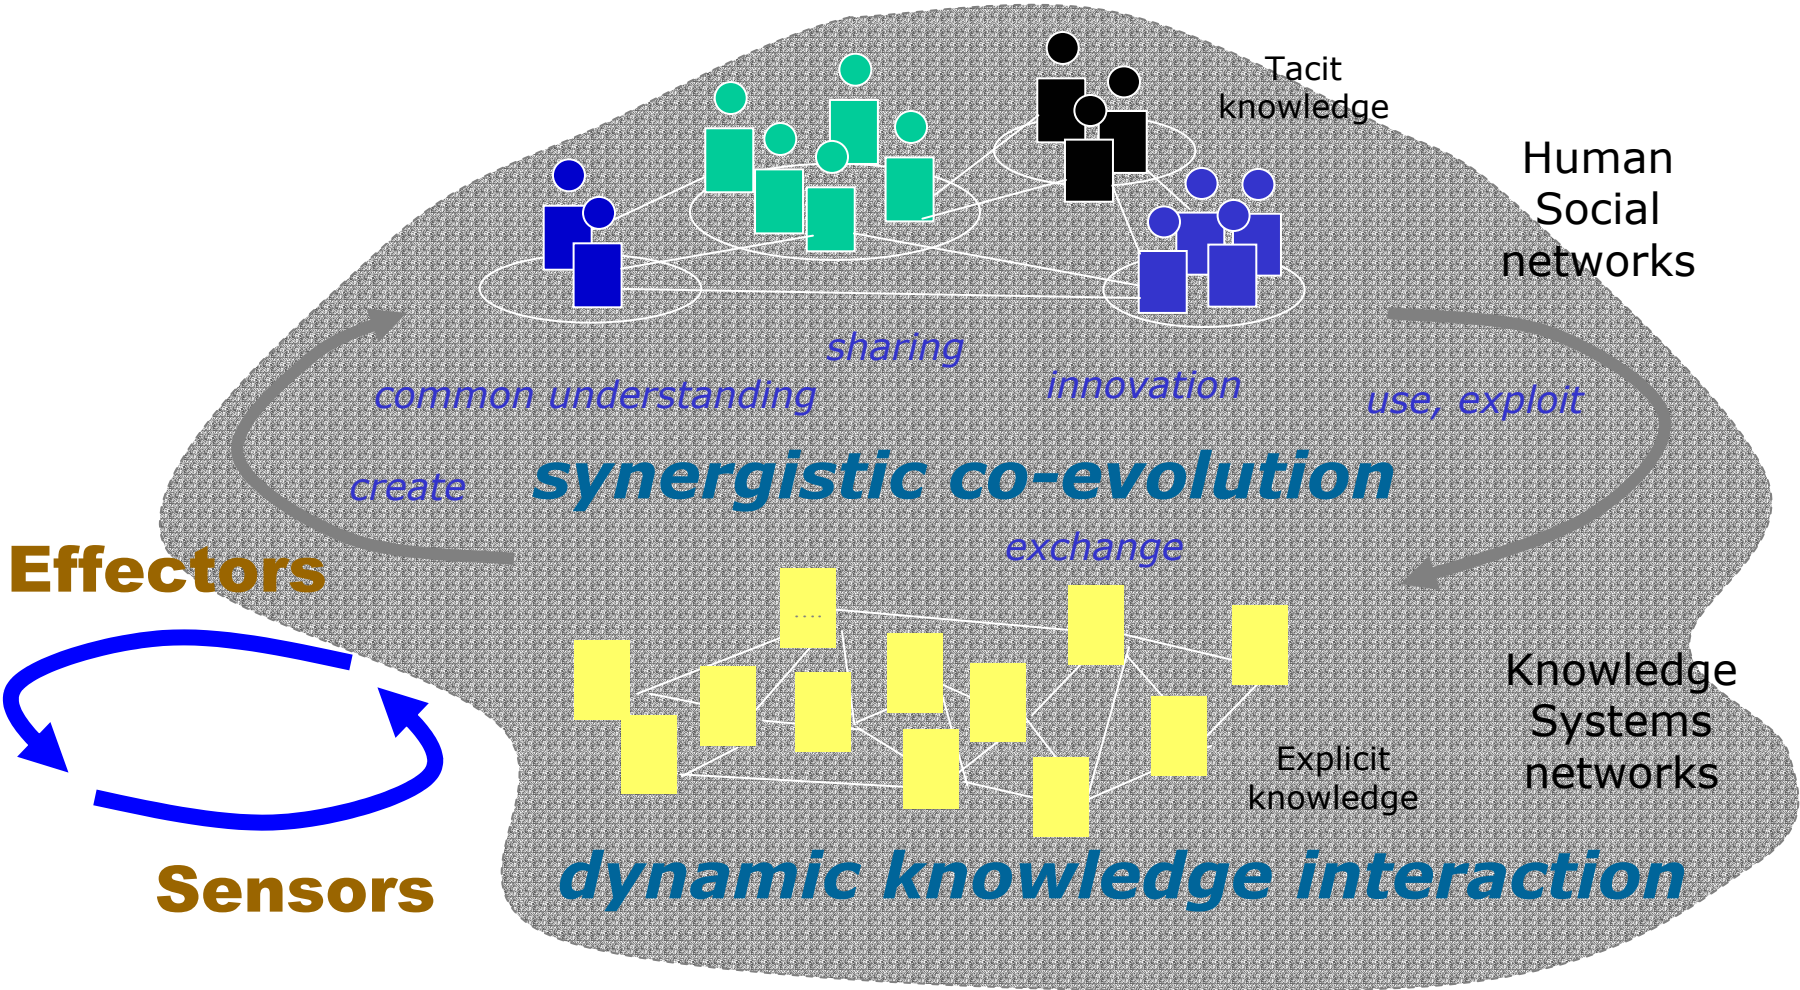 Tacit
knowledge
Human
Social
networks
sharing
common understanding
innovation
use, exploit
synergistic co-evolution
create
exchange
Effectors
....
Knowledge
Systems
networks
Explicit
knowledge
dynamic knowledge interaction
Sensors